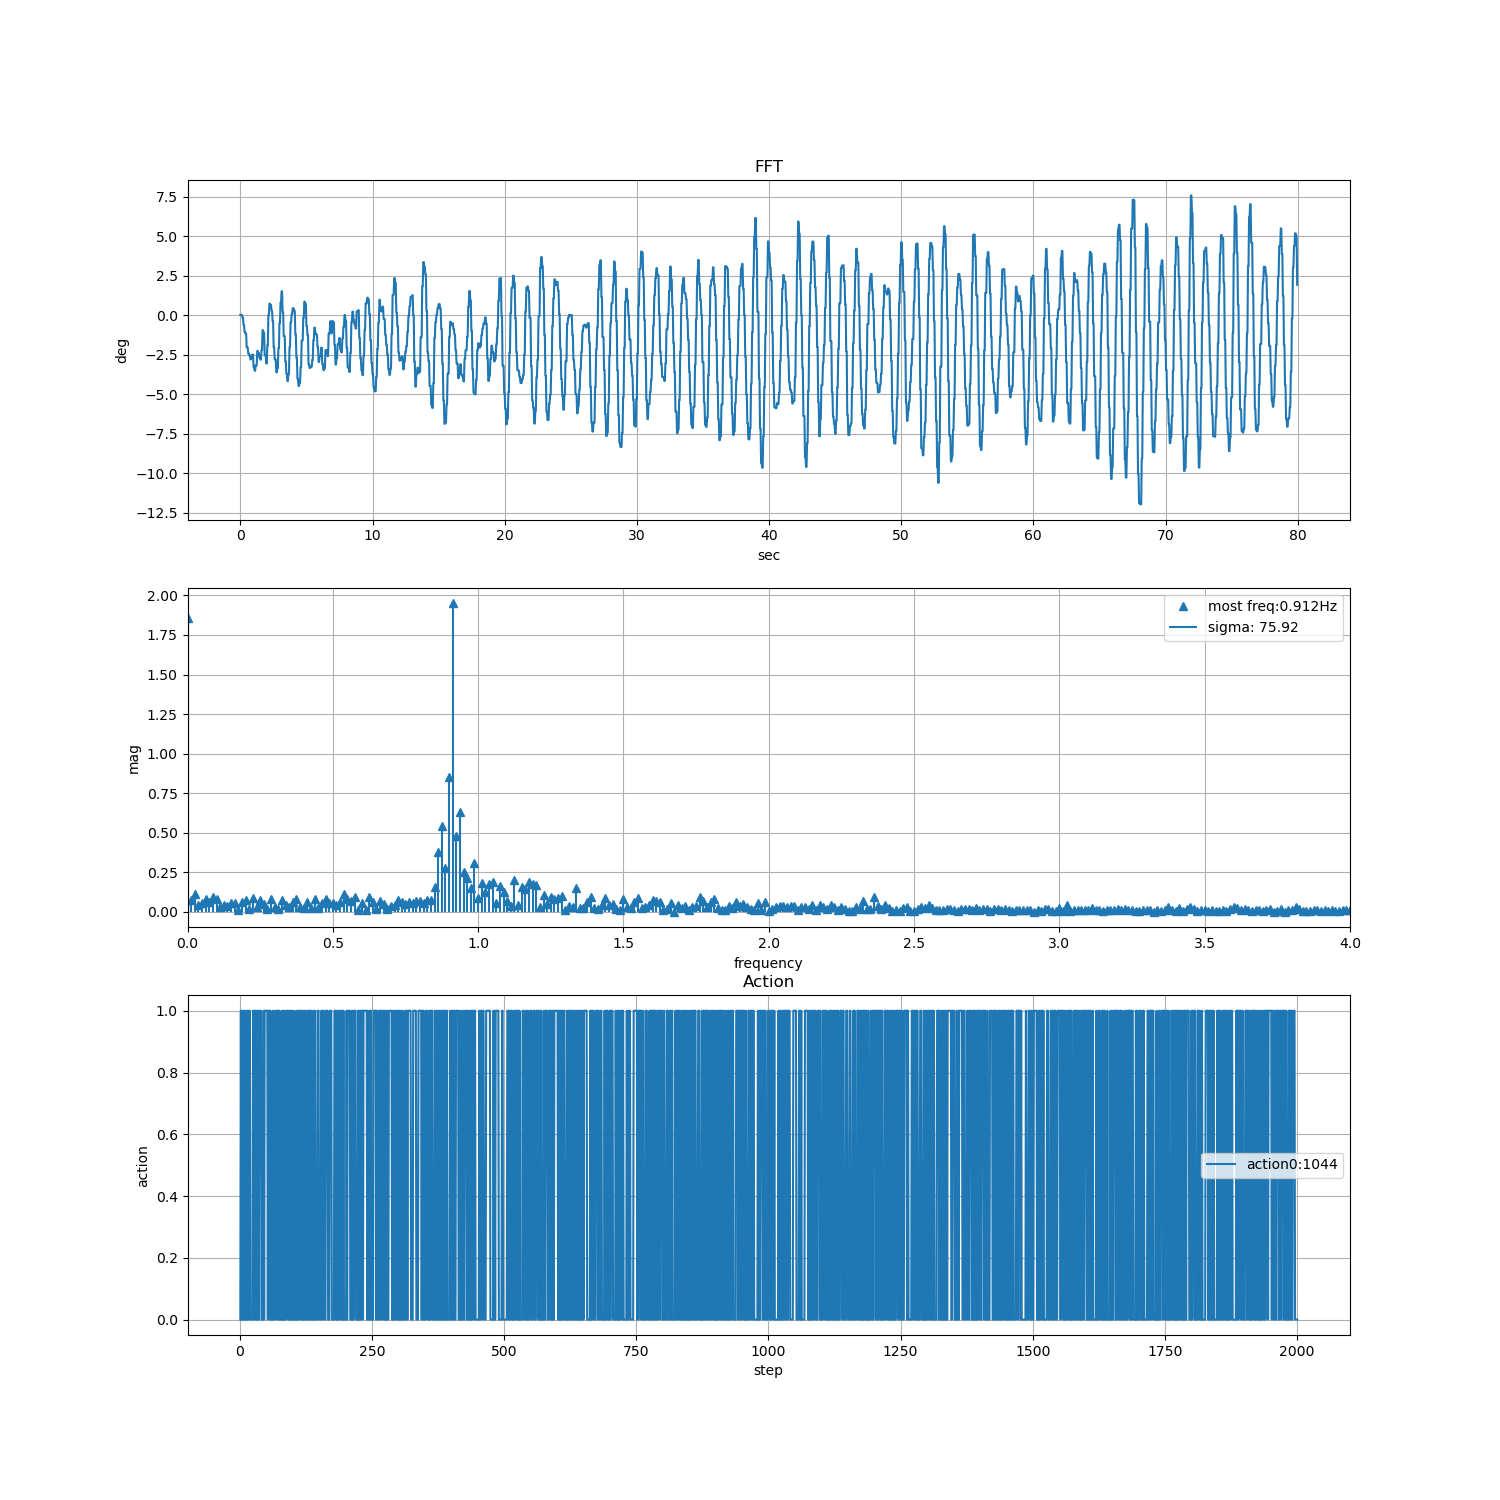 FFT
7.5
5.0
2.5
0.0
−2.5
−5.0
−7.5
−10.0
−12.5
deg
0 10 20 30 40 50 60 70 80
sec
2.00
1.75
1.50
1.25
1.00
0.75
0.50
0.25
0.00
mag
most freq:0.912Hz
sigma: 75.92
0.0 0.5 1.0 1.5 2.0 2.5 3.0 3.5 4.0
frequency
Action
1.0
0.8
0.6
0.4
0.2
0.0
action
action0:1044
0 250 500 750 1000 1250 1500 1750 2000
step